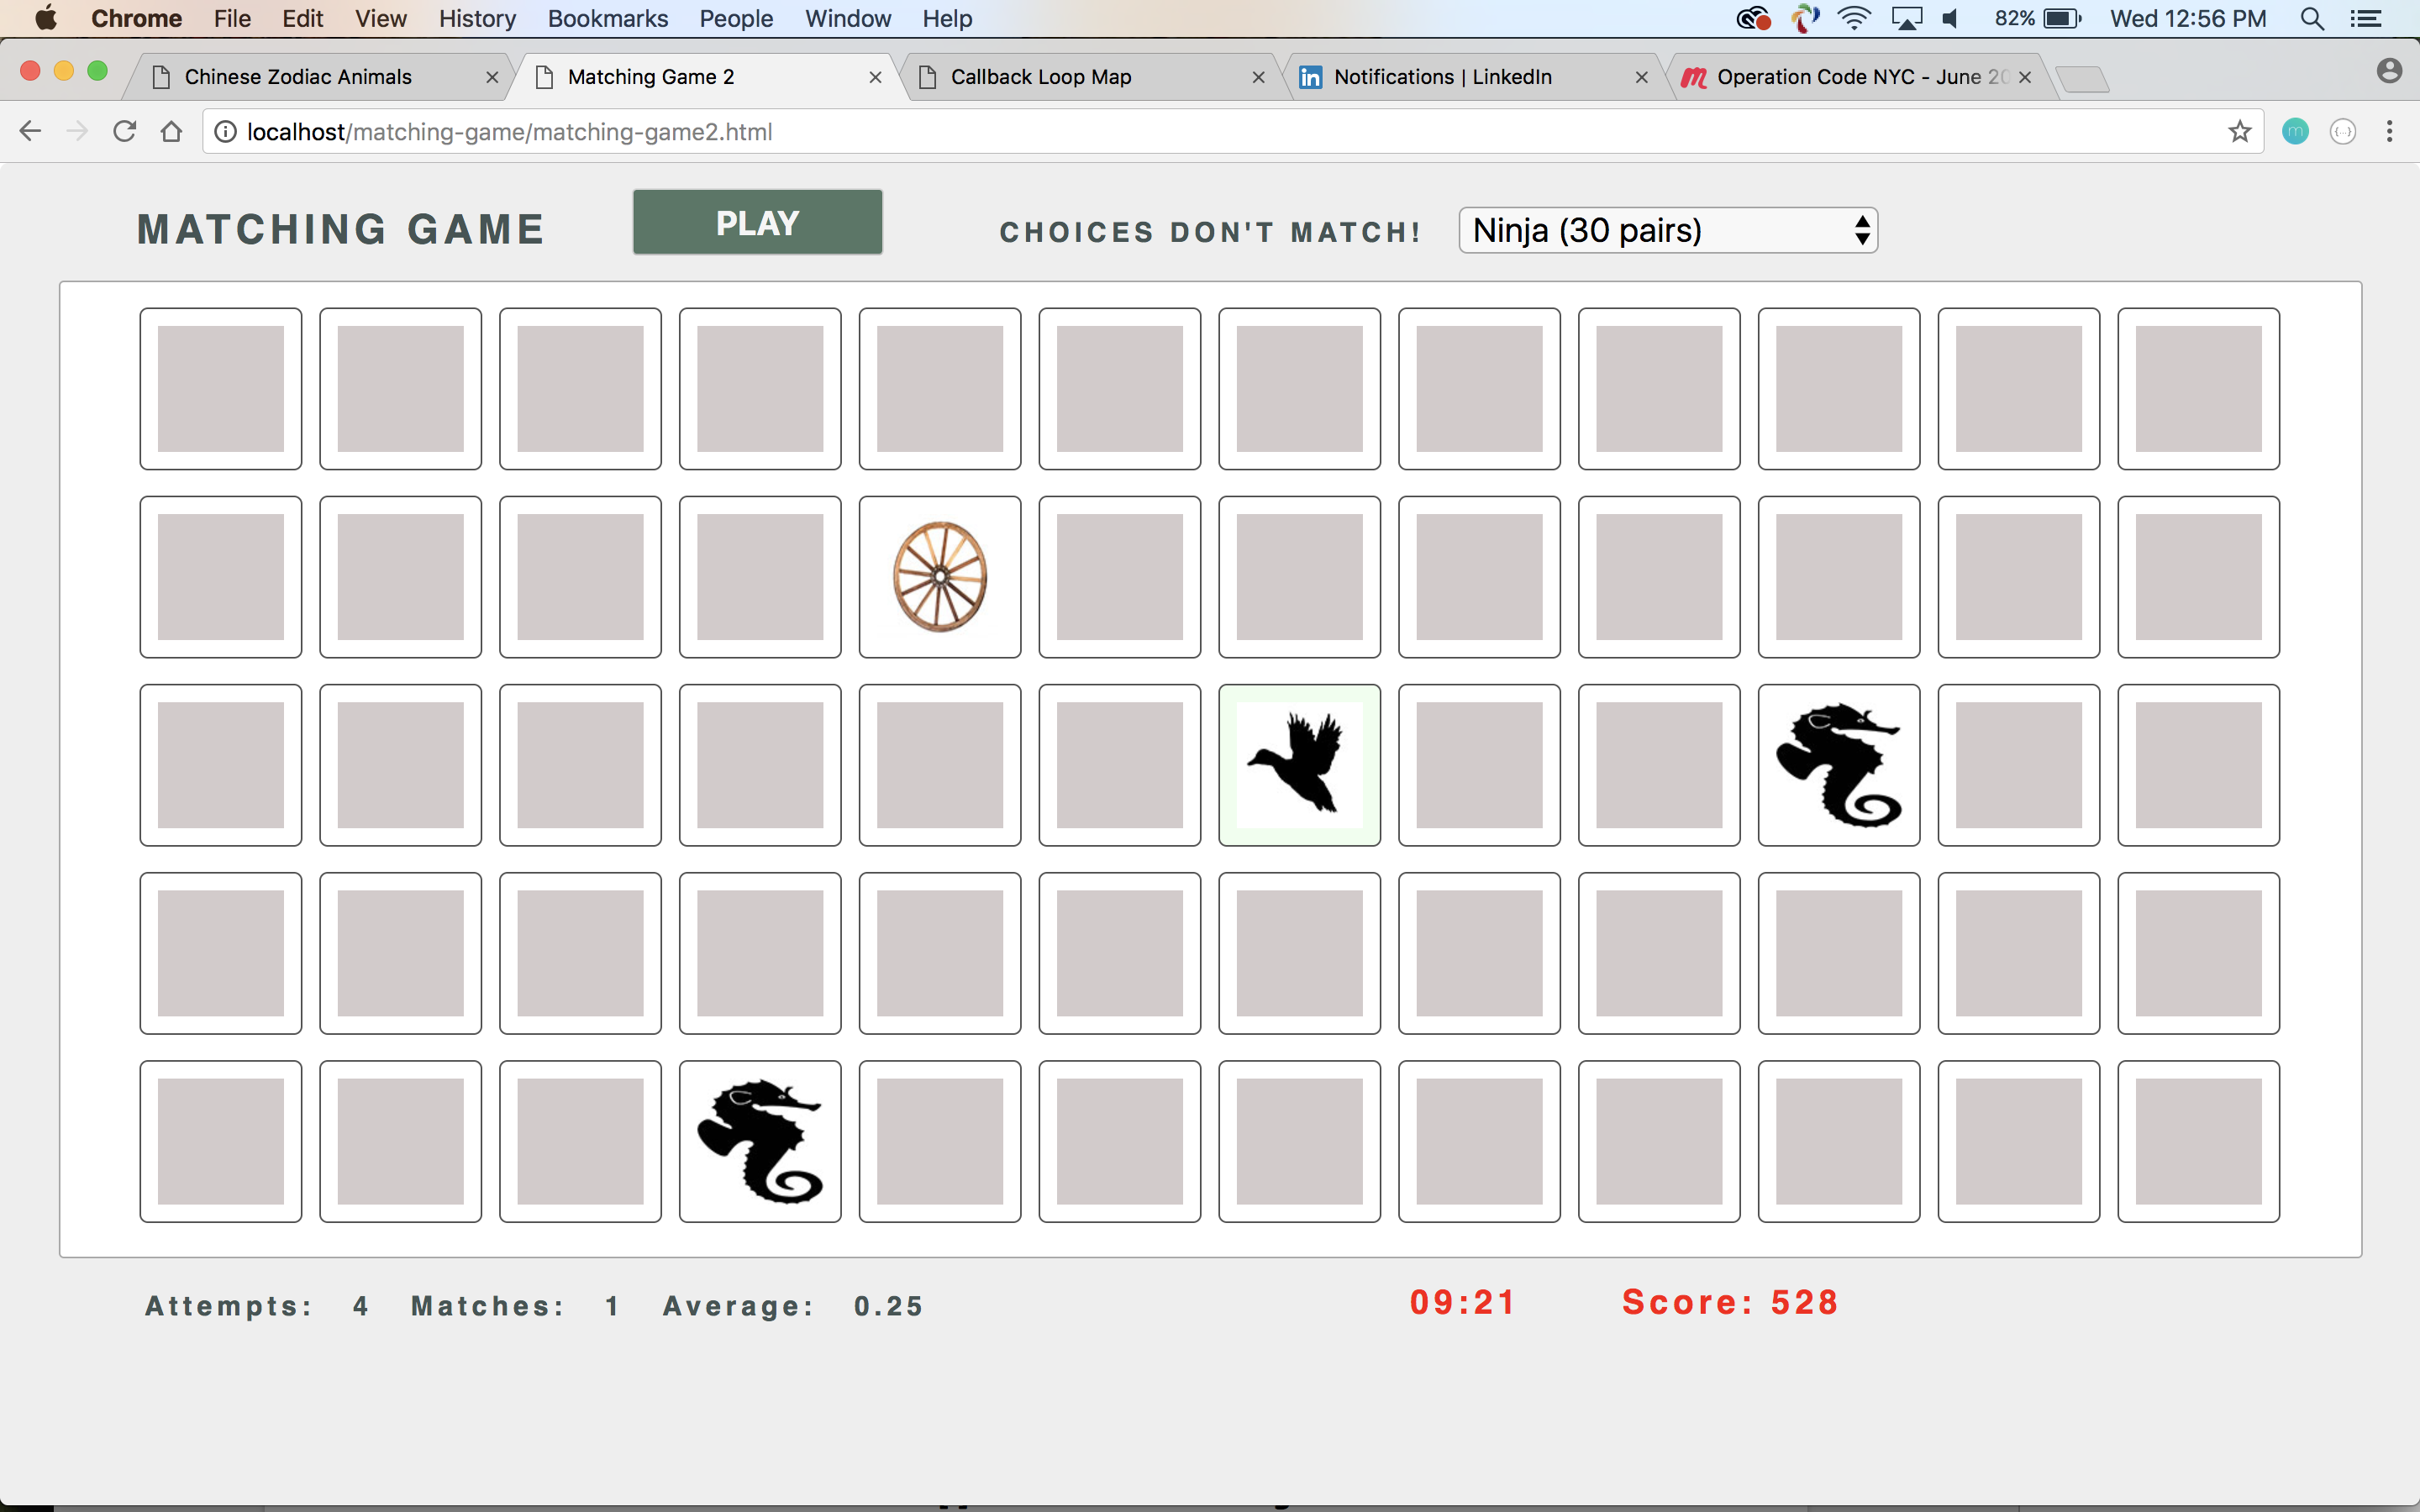 Chrome File Edit View History Bookmarks People Window Help 82% Wed 12:56 PM
Chinese Zodiac Animals Matching Game 2 Callback Loop Map in Notifications | LinkedIn m Operation Code NYC - June 20
localhost/matching-game/matching-game2.html m {...}
MATCHING GAME PLAY CHOICES DON'T MATCH! Ninja (30 pairs)
Attempts: 4 Matches: 1 Average: 0.25 09:21 Score: 528